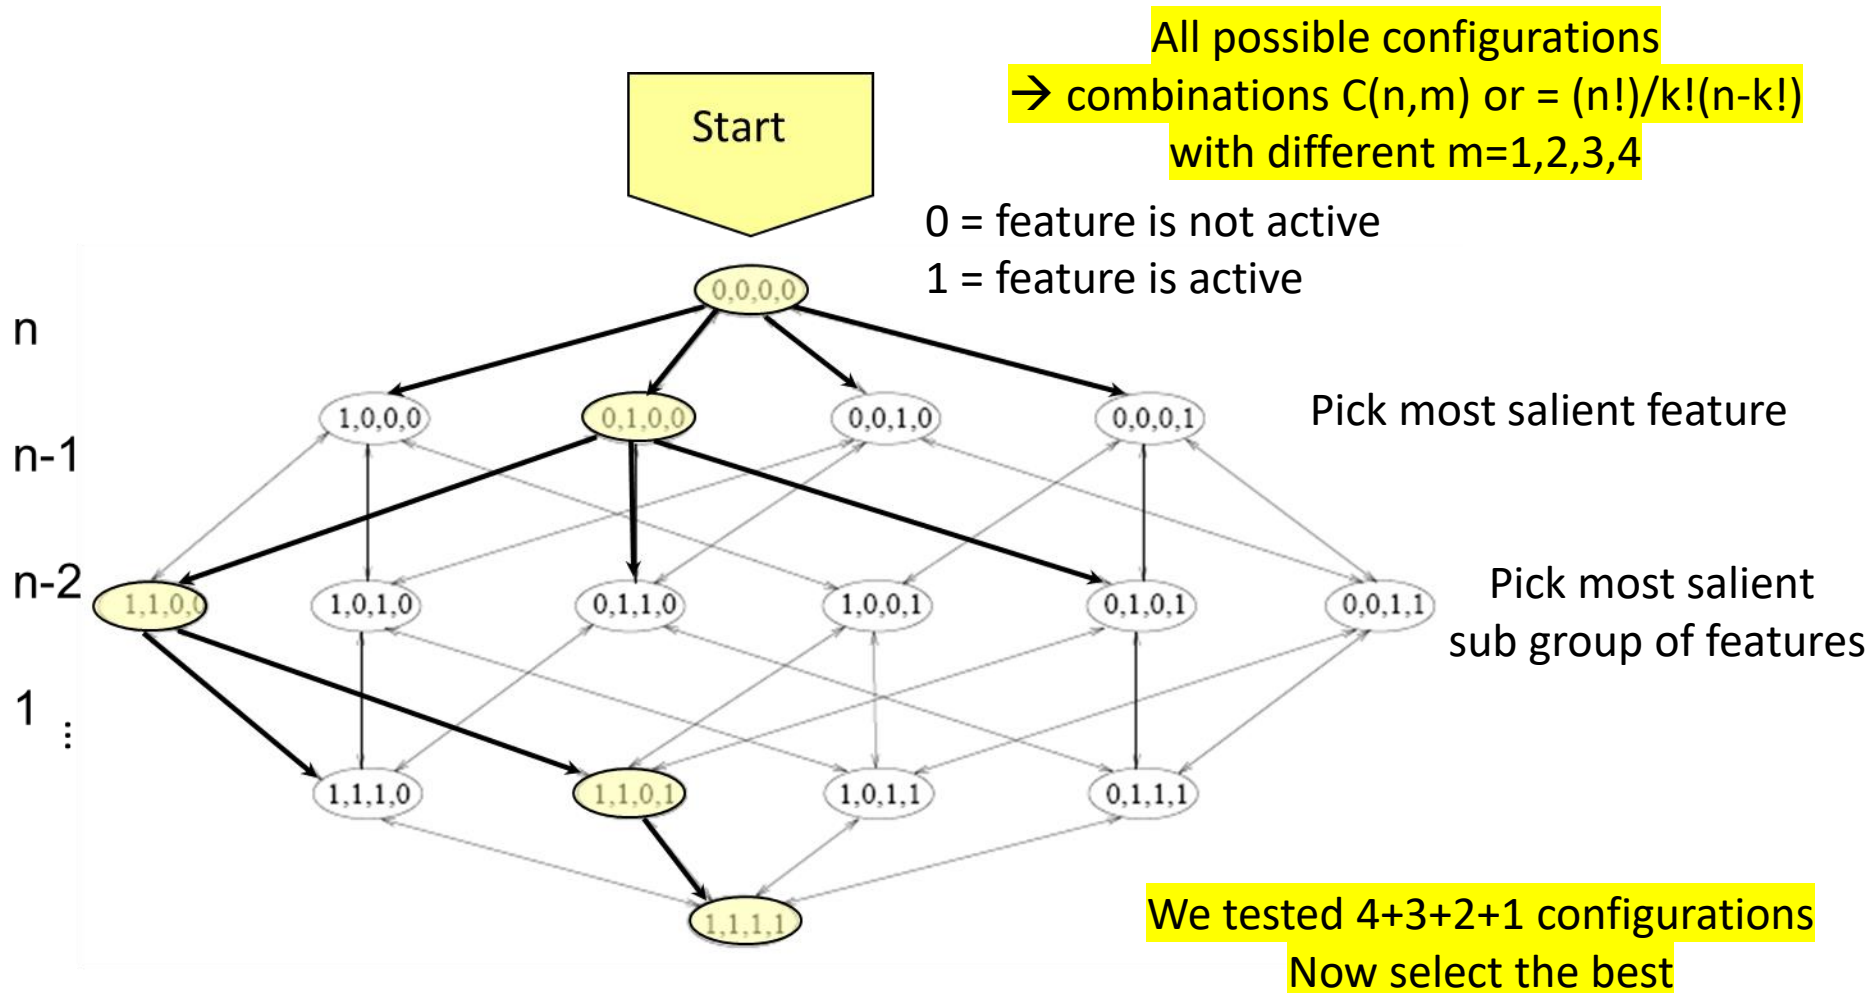 All possible configurations
→ combinations C(n,m) or = (n!)/k!(n-k!)
with different m=1,2,3,4
Start
0 = feature is not active
1 = feature is active
0,0,0,0
n
1,0,0,0
0,1,0,0
0,0,1,0
0,0,0,1
Pick most salient feature
n-1
n-2
1,1,0,0
1,0,1,0
0,1,1,0
1,0,0,1
0,1,0,1
0,0,1,1
Pick most salient
sub group of features
1
...
1,1,1,0
1,1,0,1
1,0,1,1
0,1,1,1
1,1,1,1
We tested 4+3+2+1 configurations
Now select the best